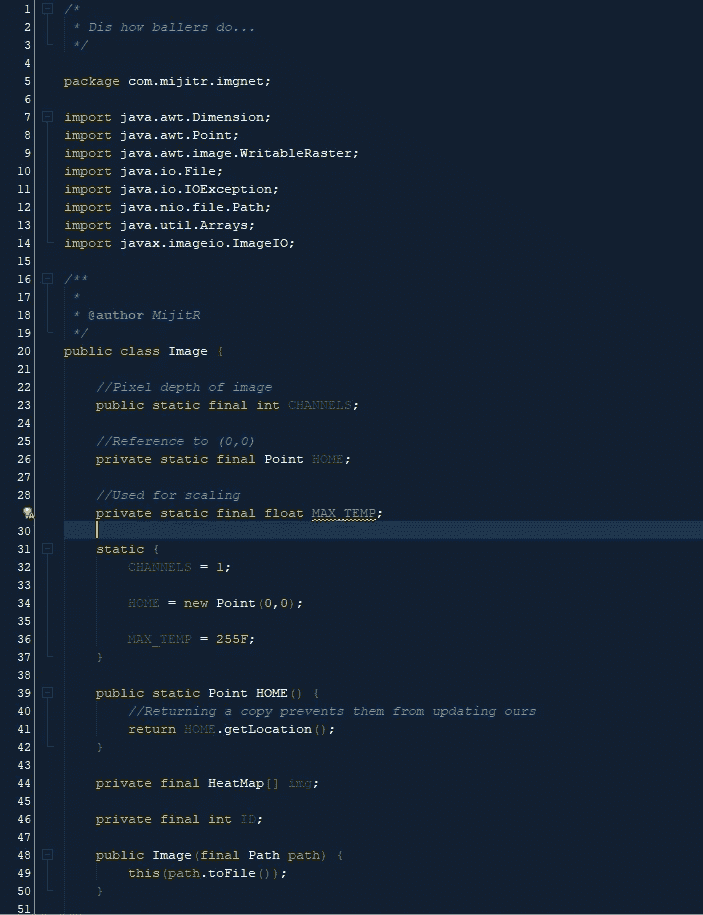 1 /*
2  * Dis how ballers do...
3  */
4
5 package com.mijitr.imgnet;
6
7 import java.awt.Dimension;
8 import java.awt.Point;
9 import java.awt.image.WritableRaster;
10 import java.io.File;
11 import java.io.IOException;
12 import java.nio.file.Path;
13 import java.util.Arrays;
14 import javax.imageio.ImageIO;
15
16 /**
17  *
18  * @author MijitR
19  */
20 public class Image {
21
22     //Pixel depth of image
23     public static final int CHANNELS;
24
25     //Reference to (0,0)
26     private static final Point HOME;
27
28     //Used for scaling
    private static final float MAX_TEMP;
30
31     static {
32         CHANNELS = 1;
33
34         HOME = new Point(0,0);
35
36         MAX_TEMP = 255F;
37     }
38
39     public static Point HOME() {
40         //Returning a copy prevents them from updating ours
41         return HOME.getLocation();
42     }
43
44     private final HeatMap[] img;
45
46     private final int ID;
47
48     public Image(final Path path) {
49         this(path.toFile());
50     }
51